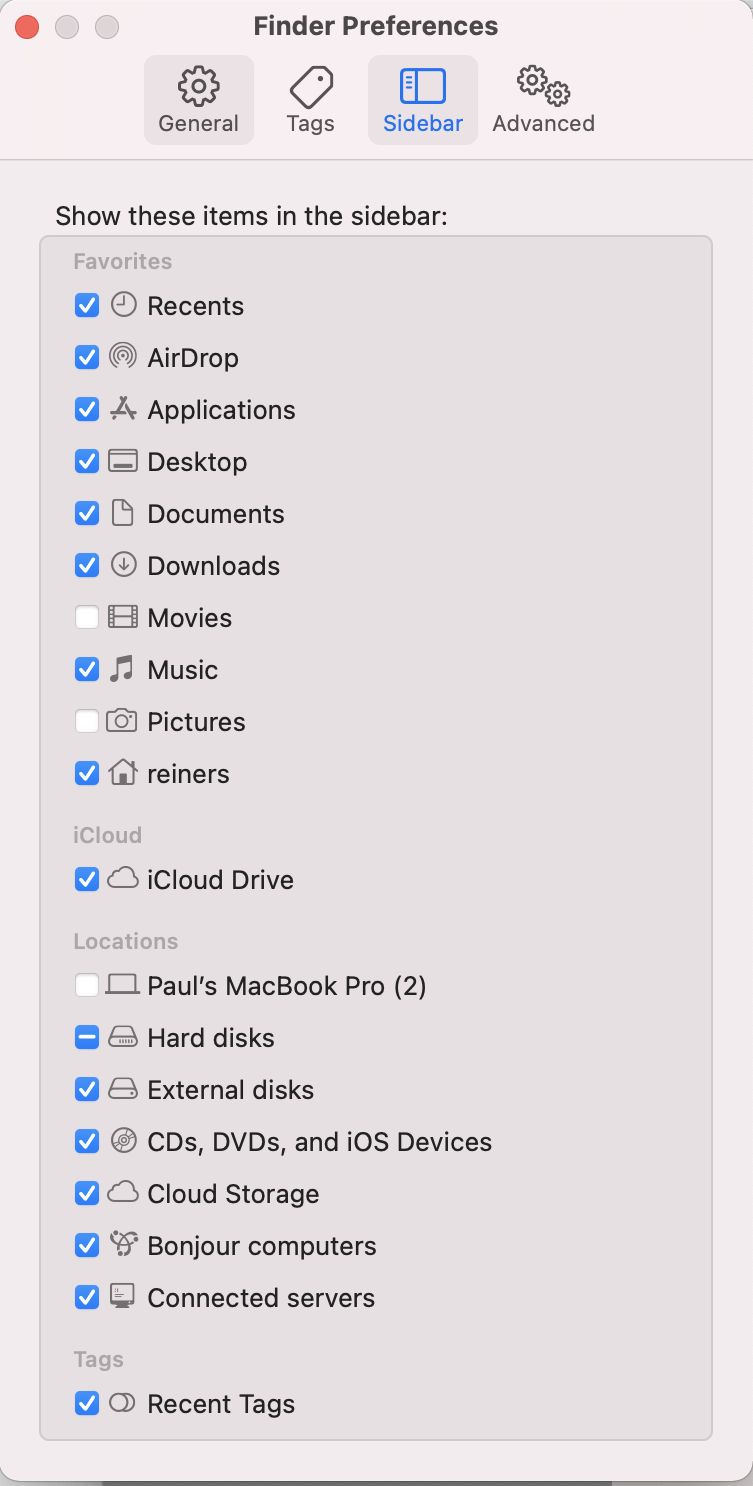 Finder Preferences
General
Tags
Sidebar
Advanced
Show these items in the sidebar:
Favorites
Recents
AirDrop
Applications
Desktop
Documents
Downloads
Movies
Music
Pictures
reiners
iCloud
iCloud Drive
Locations
Paul’s MacBook Pro (2)
Hard disks
External disks
CDs, DVDs, and iOS Devices
Cloud Storage
Bonjour computers
Connected servers
Tags
Recent Tags